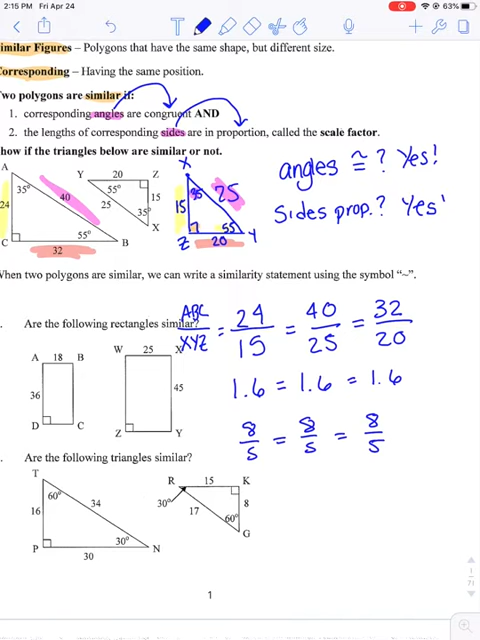 2:15 PM Fri Apr 24
63%
Similar Figures – Polygons that have the same shape, but different size.
Corresponding – Having the same position.
Two polygons are similar if:
1. corresponding angles are congruent AND
2. the lengths of corresponding sides are in proportion, called the scale factor.
Show if the triangles below are similar or not.
A Y 20 Z X
35° 55° 35 25
24 40 25 15 15
35° 55
C 55° B X Z 20 Y
32
angles ≅? Yes!
Sides prop.? Yes!
When two polygons are similar, we can write a similarity statement using the symbol “~”.
ABC/XYZ = 24/15 = 40/25 = 32/20
Are the following rectangles similar?
1.6 = 1.6 = 1.6
A 18 B W 25 X
36 45
D C Z Y
8/5 = 8/5 = 8/5
Are the following triangles similar?
T R 15 K
60° 34 30° 17 8
16 60°
30° G
P 30 N
1